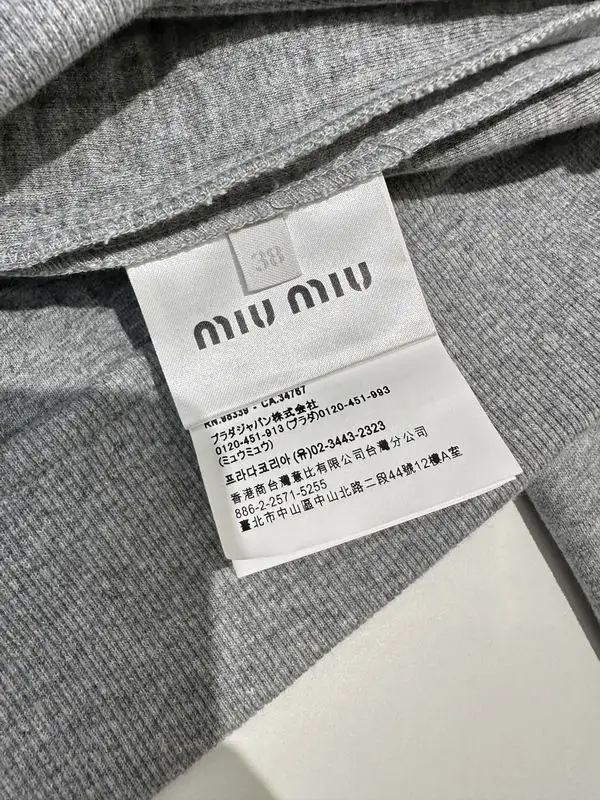 38
miu miu
RN.98339 - CA.34767
プラダジャパン株式会社
0120-451-913 (プラダ)0120-451-993
(ミュウミュウ)
프라다코리아 (유)02-3443-2323
香港商台灣意比有限公司台灣分公司
886-2-2571-5255
臺北市中山區中山北路二段44號12樓A室